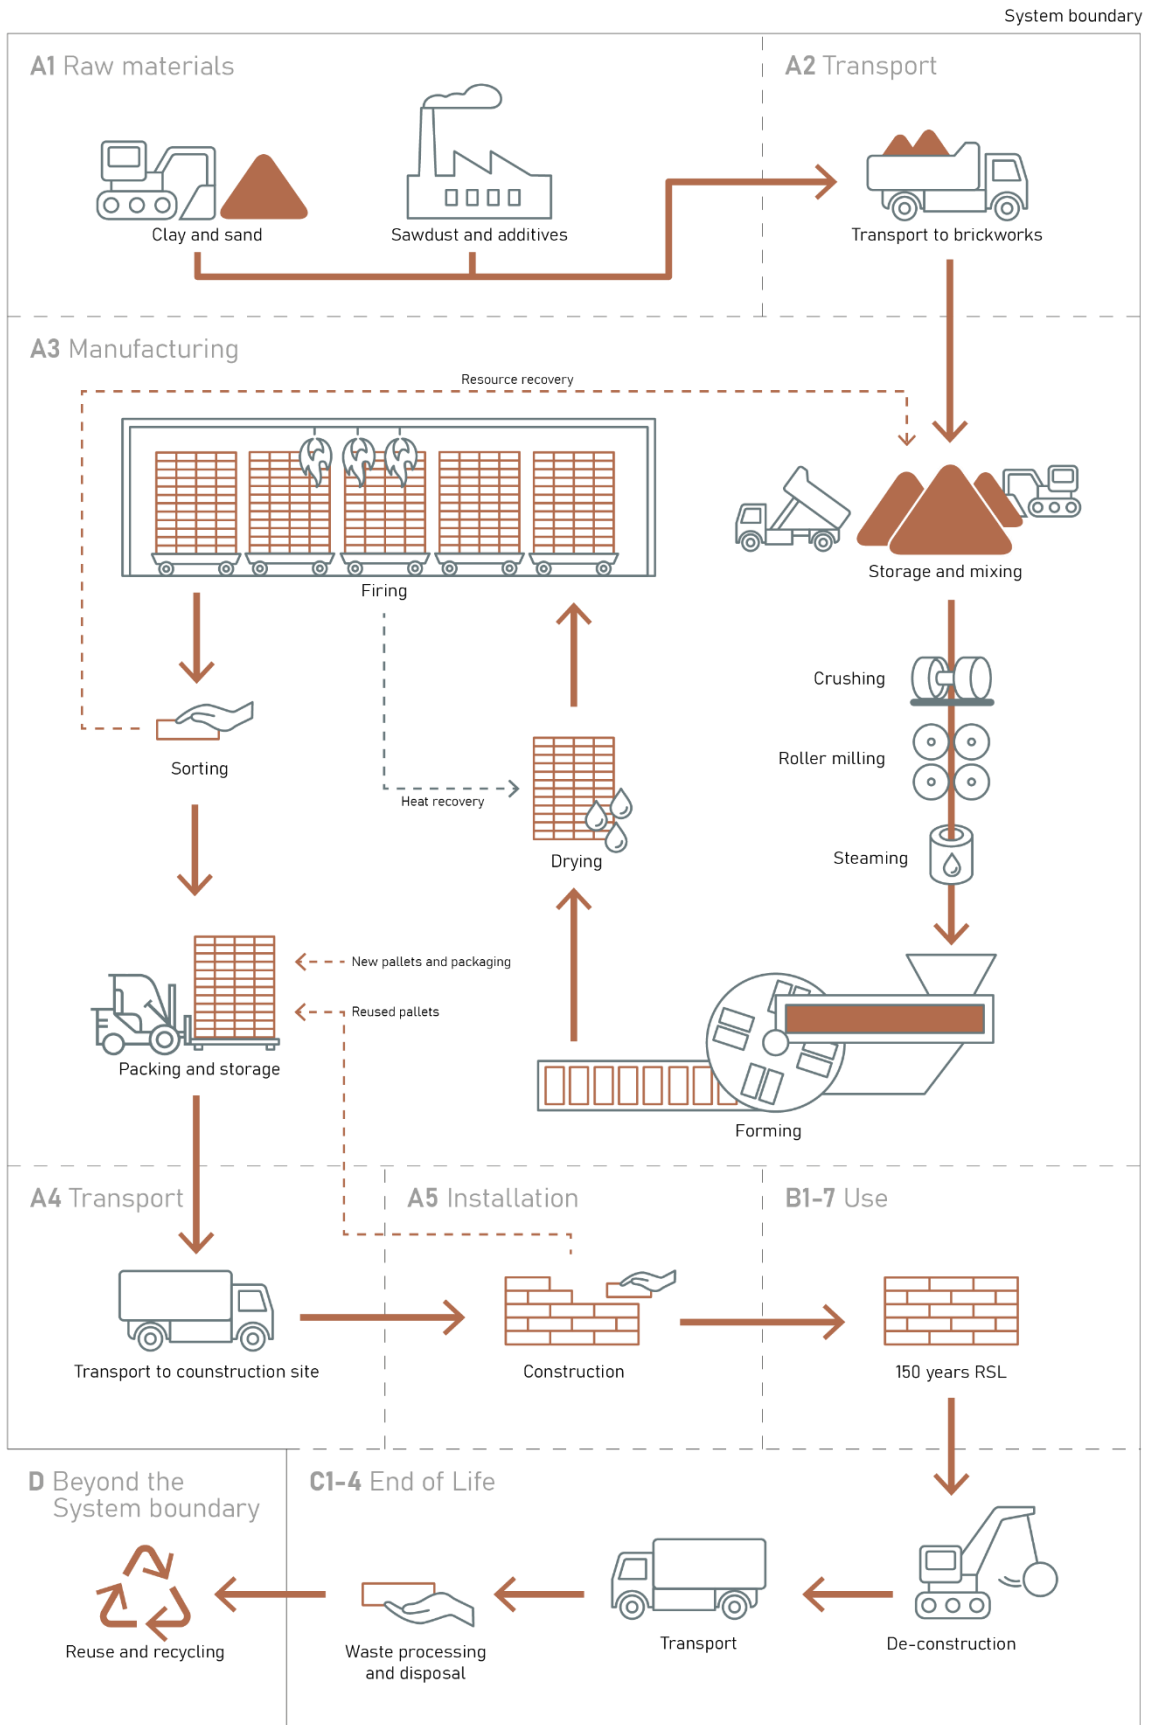 System boundary
A1 Raw materials
A2 Transport
Clay and sand
Sawdust and additives
Transport to brickworks
A3 Manufacturing
Resource recovery
Firing
Storage and mixing
Crushing
Sorting
Roller milling
Heat recovery
Drying
Steaming
New pallets and packaging
Reused pallets
Packing and storage
Forming
A4 Transport
A5 Installation
B1-7 Use
Transport to counstruction site
Construction
150 years RSL
D Beyond the
System boundary
C1-4 End of Life
Reuse and recycling
Waste processing
and disposal
Transport
De-construction